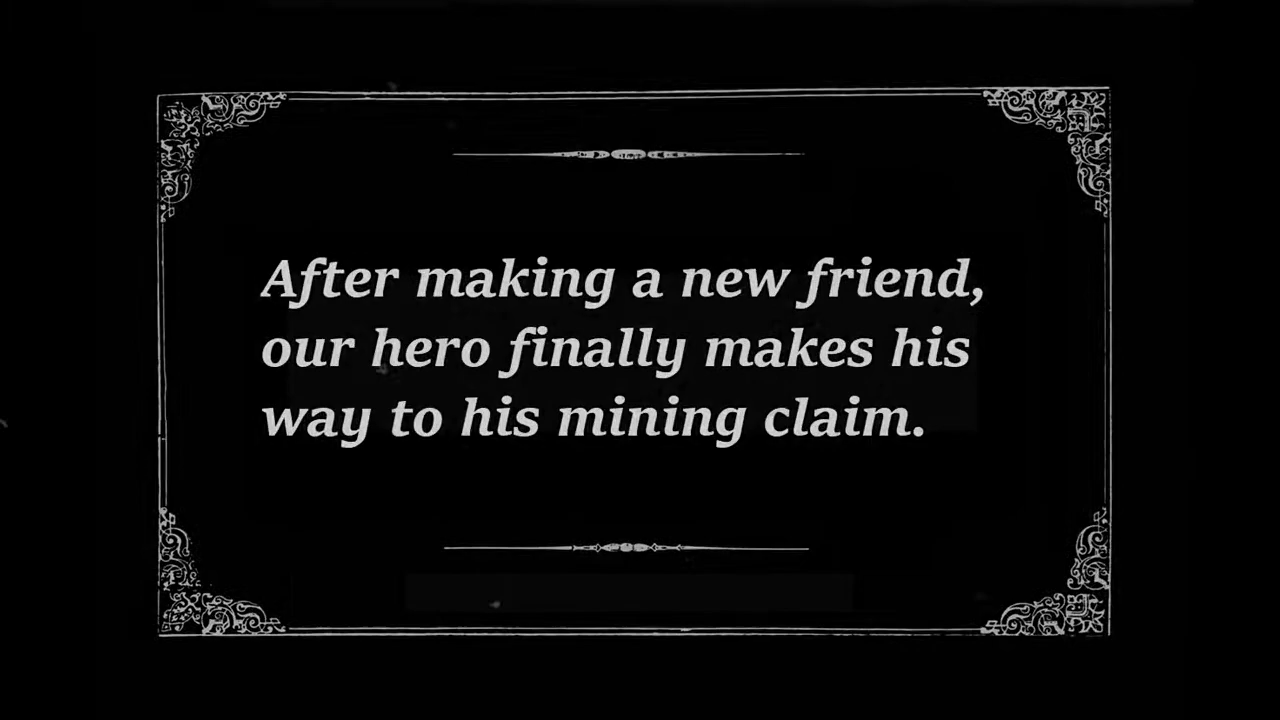 After making a new friend,
our hero finally makes his
way to his mining claim.